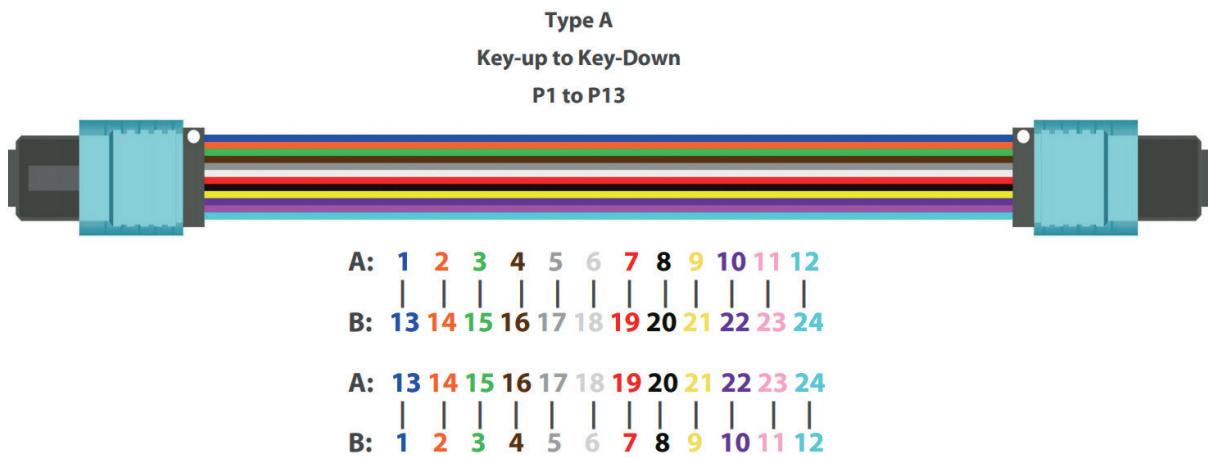 Type A
Key-up to Key-Down
P1 to P13
A: 1 2 3 4 5 6 7 8 9 10 11 12
B: 13 14 15 16 17 18 19 20 21 22 23 24
A: 13 14 15 16 17 18 19 20 21 22 23 24
B: 1 2 3 4 5 6 7 8 9 10 11 12